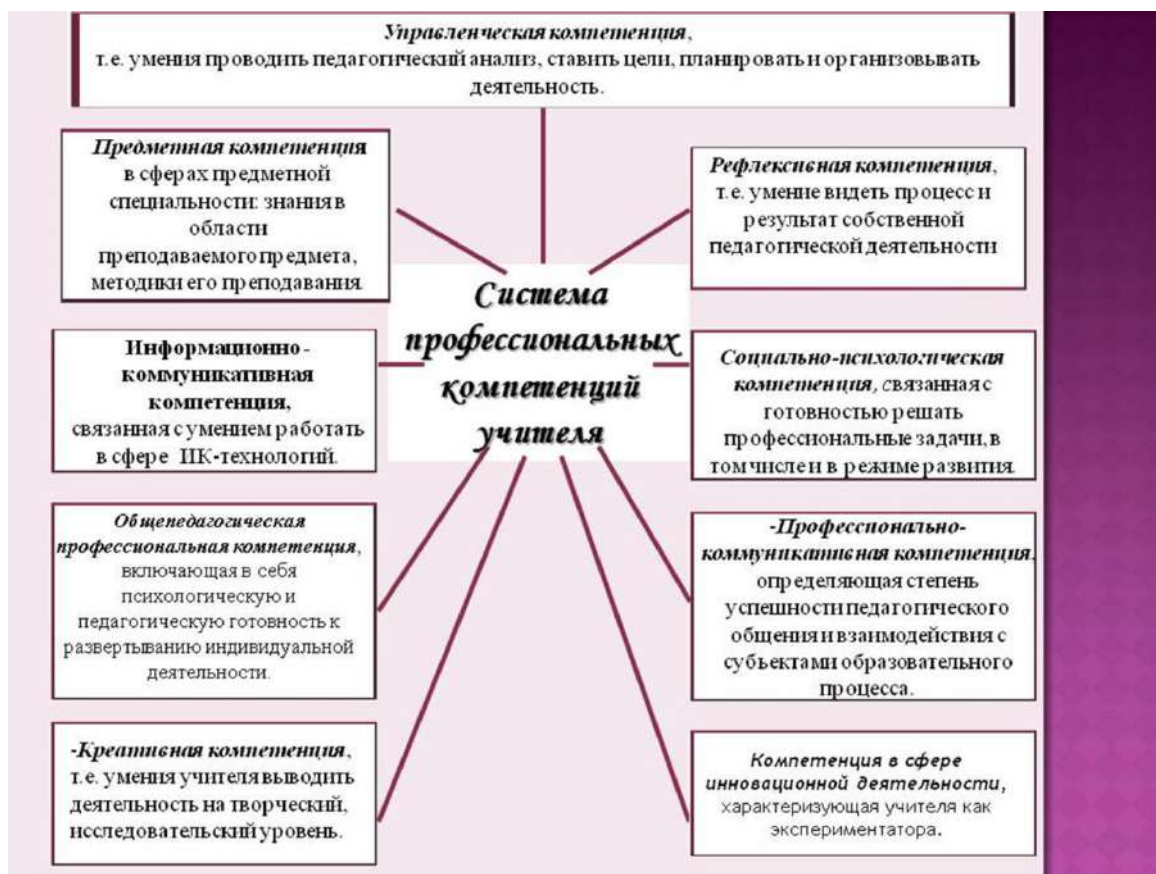 Управленческая компетенция,
т.е. умения проводить педагогический анализ, ставить цели, планировать и организовывать
деятельность.
Предметная компетенция
в сферах предметной
специальности: знания в
области
преподаваемого предмета,
методики его преподавания.
Рефлексивная компетенция,
т.е. умение видеть процесс и
результат собственной
педагогической деятельности
Система
профессиональных
компетенций
учителя
Информационно-
коммуникативная
компетенция,
связанная с умением работать
в сфере ИК-технологий.
Социально-психологическая
компетенция, связанная с
готовностью решать
профессиональные задачи, в
том числе и в режиме развития.
Общепедагогическая
профессиональная компетенция,
включающая в себя
психологическую и
педагогическую готовность к
развертыванию индивидуальной
деятельности.
-Профессионально-
коммуникативная компетенция,
определяющая степень
успешности педагогического
общения и взаимодействия с
субъектами образовательного
процесса.
-Креативная компетенция,
т.е. умения учителя выводить
деятельность на творческий,
исследовательский уровень.
Компетенция в сфере
инновационной деятельности,
характеризующая учителя как
экспериментатора.